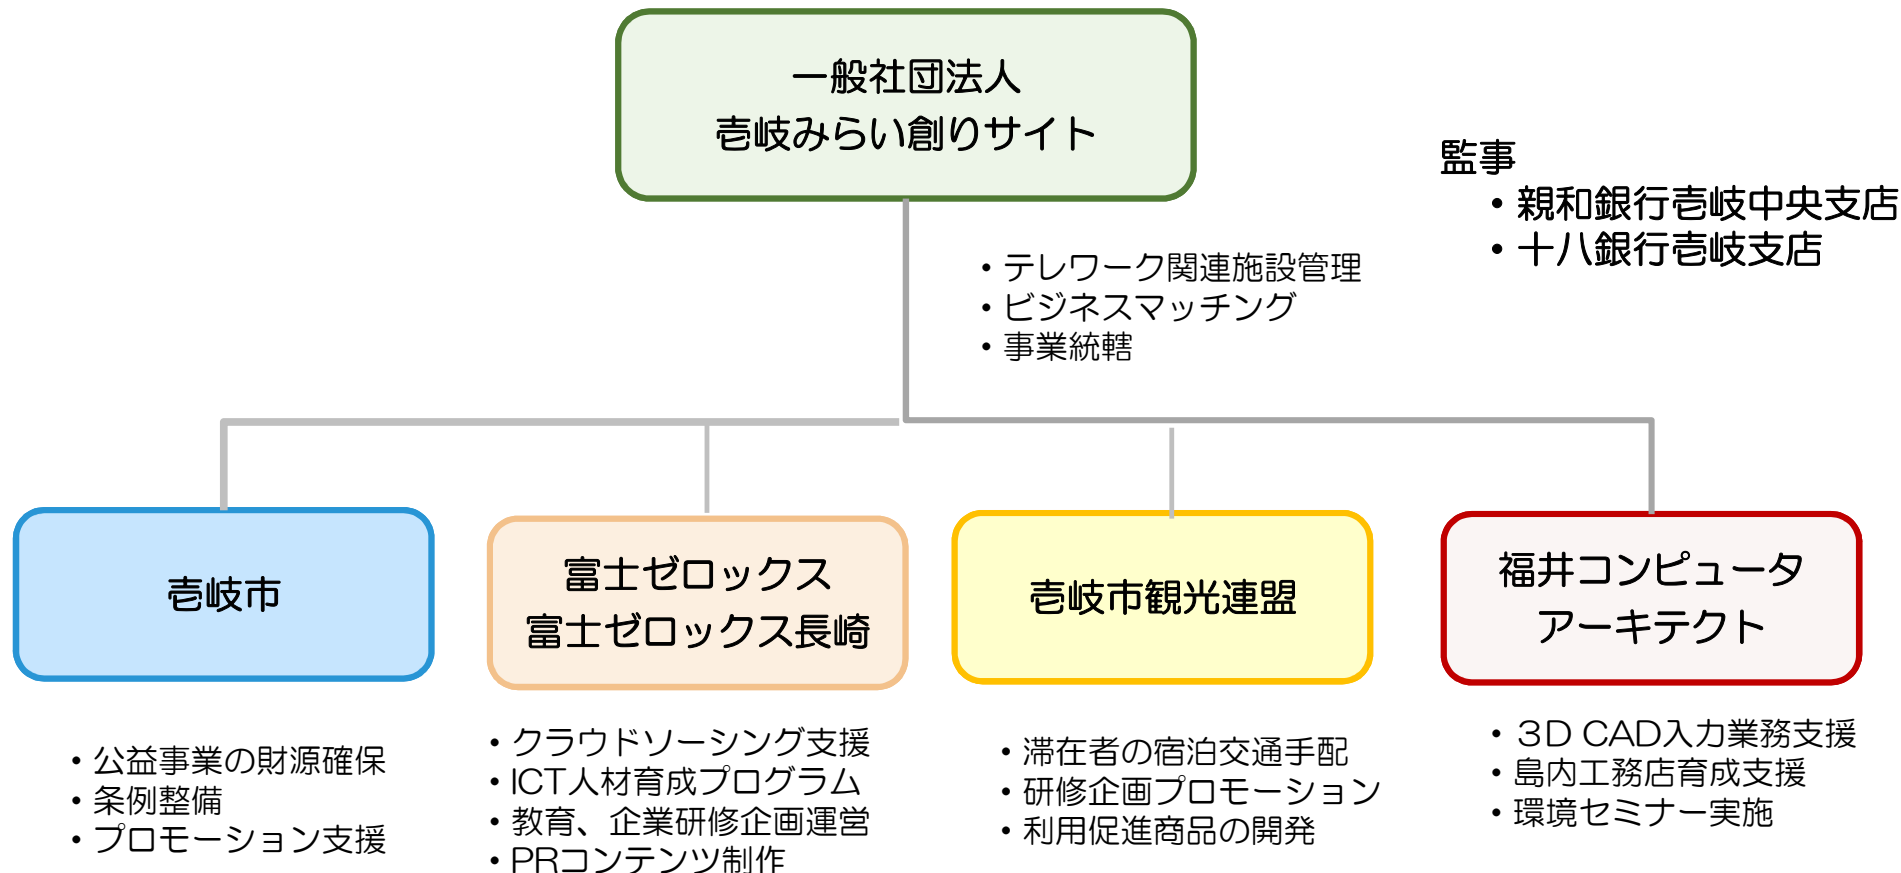 一般社団法人
壱岐みらい創りサイト
監事
・親和銀行壱岐中央支店
・十八銀行壱岐支店
・テレワーク関連施設管理
・ビジネスマッチング
・事業統轄
壱岐市
富士ゼロックス
富士ゼロックス長崎
壱岐市観光連盟
福井コンピュータ
アーキテクト
・公益事業の財源確保
・条例整備
・プロモーション支援
・クラウドソーシング支援
・ICT人材育成プログラム
・教育、企業研修企画運営
・PRコンテンツ制作
・滞在者の宿泊交通手配
・研修企画プロモーション
・利用促進商品の開発
・３D CAD入力業務支援
・島内工務店育成支援
・環境セミナー実施